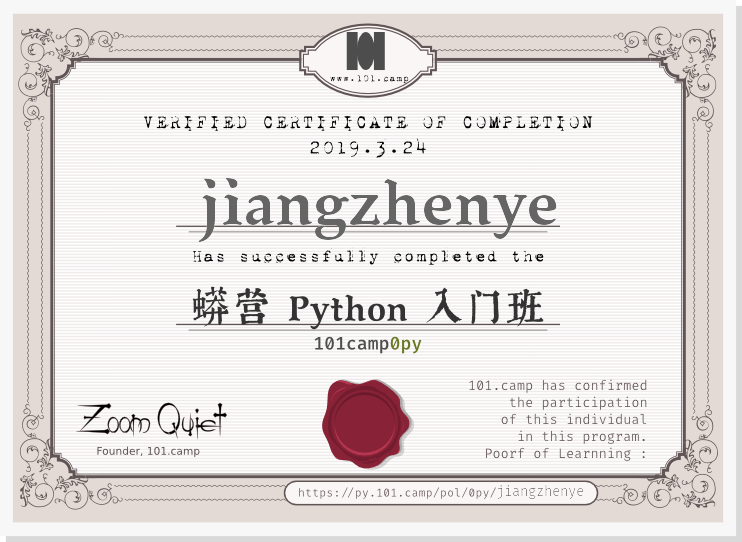 101
www.101.camp
VERIFIED CERTIFICATE OF COMPLETION
2019.3.24
jiangzhenye
Has successfully completed the
蟒营 Python 入门班
101camp0py
101.camp has confirmed
the participation
of this individual
in this program.
Poorf of Learnning :
Zoom Quiet
Founder, 101.camp
https://py.101.camp/pol/0py/jiangzhenye